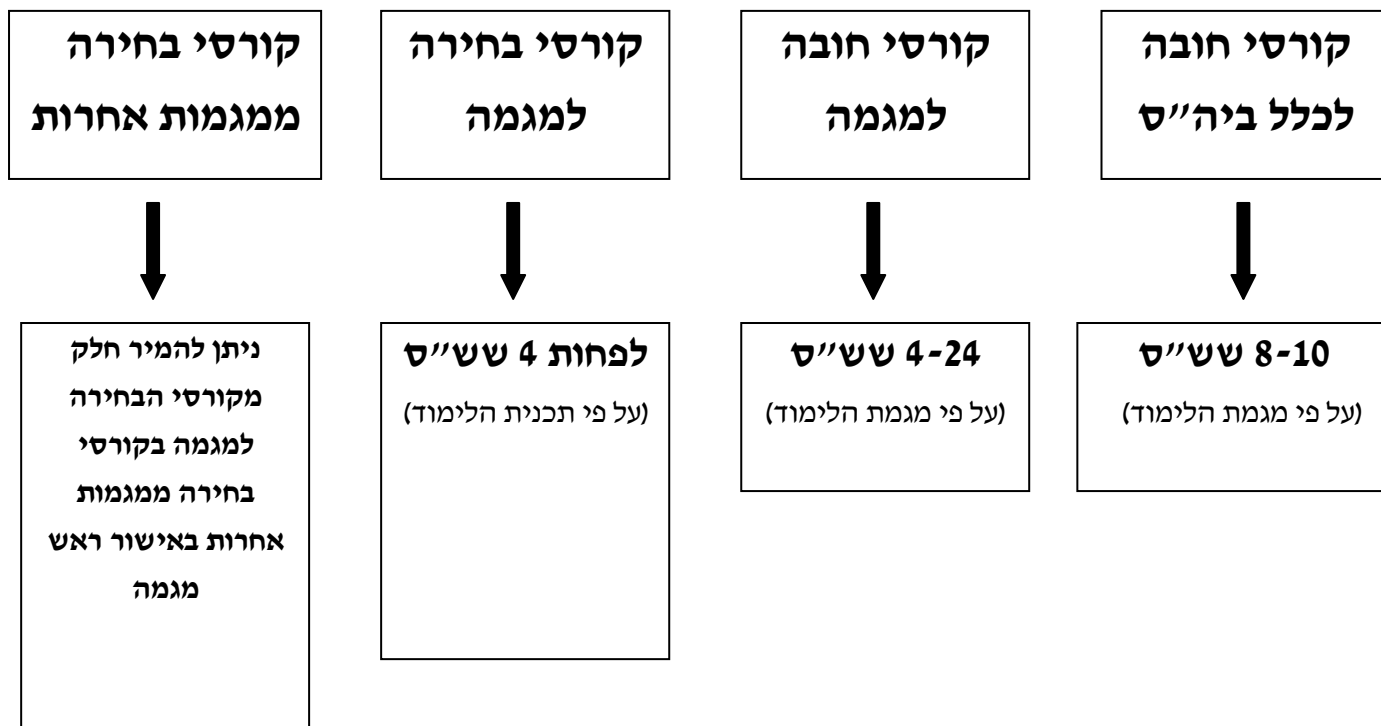 קורסי חובה
לכלל ביה״ס
קורסי חובה
למגמה
קורסי בחירה
למגמה
קורסי בחירה
ממגמות אחרות
8-10 שש״ס
(על פי מגמת הלימוד)
4-24 שש״ס
(על פי מגמת הלימוד)
לפחות 4 שש״ס
(על פי תכנית הלימוד)
ניתן להמיר חלק
מקורסי הבחירה
למגמה בקורסי
בחירה ממגמות
אחרות באישור ראש
מגמה